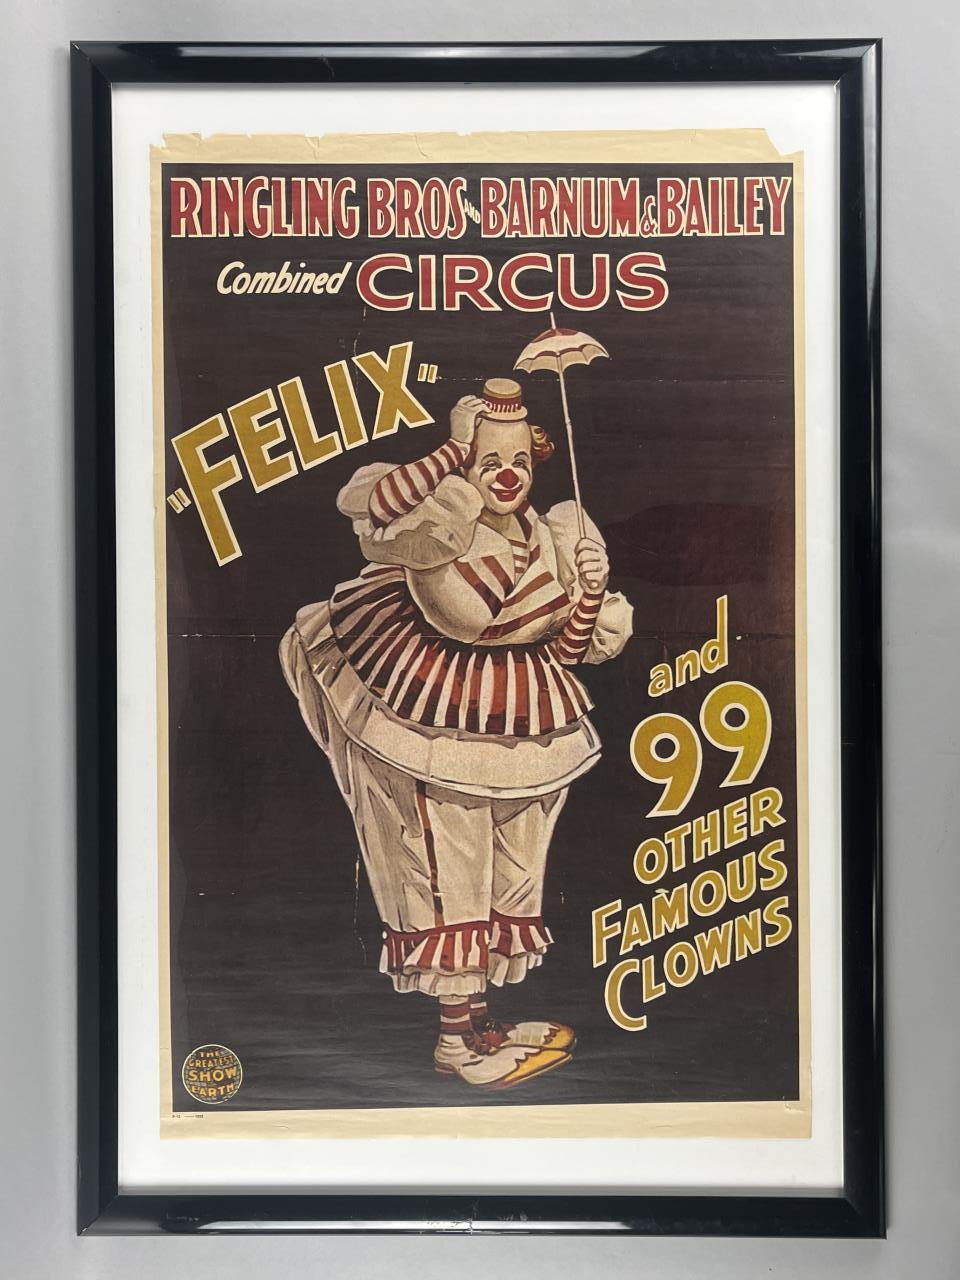 RINGLING BROS AND BARNUM & BAILEY
Combined CIRCUS
"FELIX"
and
99
OTHER
FAMOUS
CLOWNS
THE
GREATEST
SHOW
ON
EARTH